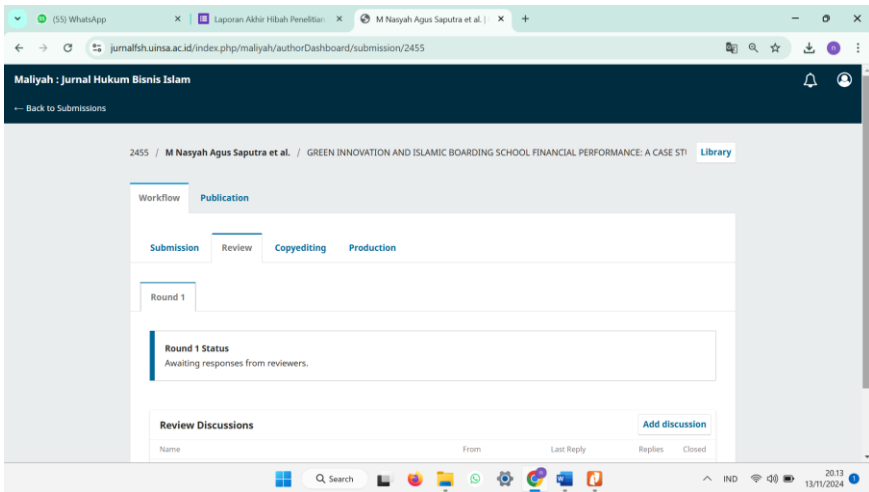 (55) WhatsApp
Laporan Akhir Hibah Penelitian
M Nasyah Agus Saputra et al. |
jurnalfsh.uinsa.ac.id/index.php/maliyah/authorDashboard/submission/2455
Maliyah : Jurnal Hukum Bisnis Islam
← Back to Submissions
2455 / M Nasyah Agus Saputra et al. / GREEN INNOVATION AND ISLAMIC BOARDING SCHOOL FINANCIAL PERFORMANCE: A CASE ST
Library
Workflow Publication
Submission Review Copyediting Production
Round 1
Round 1 Status
Awaiting responses from reviewers.
Review Discussions Add discussion
Name From Last Reply Replies Closed
Search
IND
20.13
13/11/2024